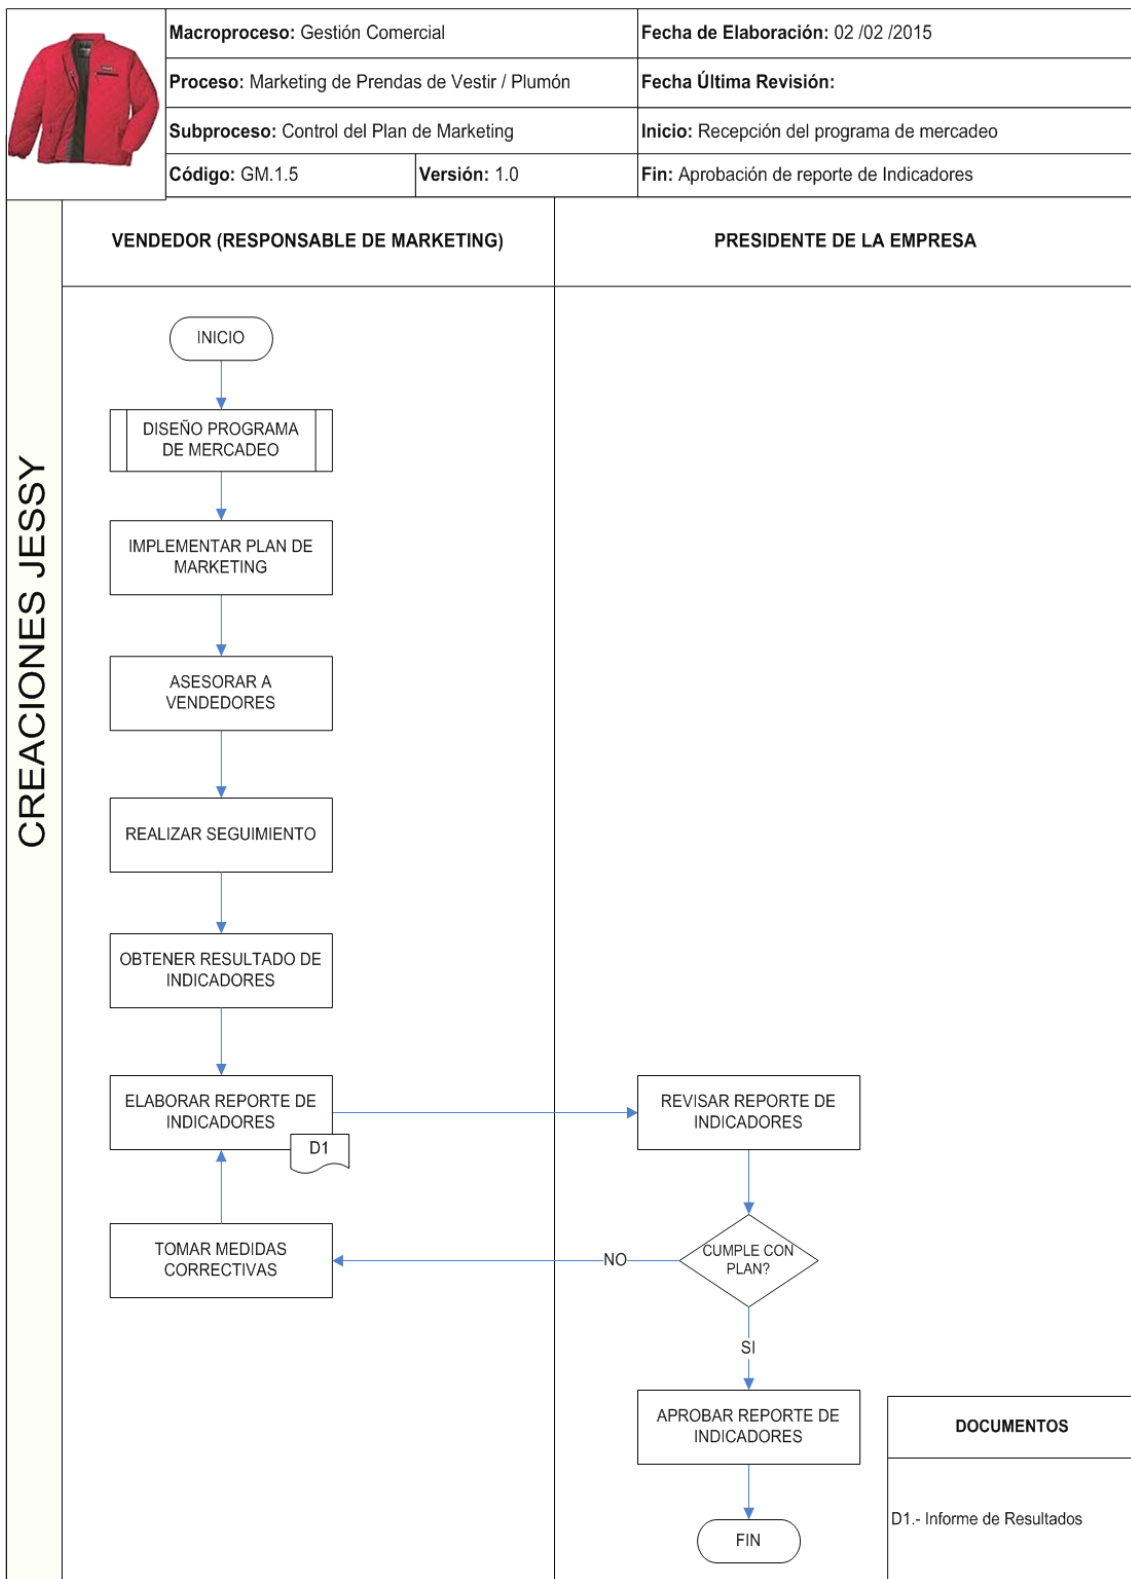 Macroproceso: Gestión Comercial
Fecha de Elaboración: 02 /02 /2015
Proceso: Marketing de Prendas de Vestir / Plumón
Fecha Última Revisión:
Subproceso: Control del Plan de Marketing
Inicio: Recepción del programa de mercadeo
Código: GM.1.5
Versión: 1.0
Fin: Aprobación de reporte de Indicadores
CREACIONES JESSY
VENDEDOR (RESPONSABLE DE MARKETING)
PRESIDENTE DE LA EMPRESA
INICIO
DISEÑO PROGRAMA
DE MERCADEO
IMPLEMENTAR PLAN DE
MARKETING
ASESORAR A
VENDEDORES
REALIZAR SEGUIMIENTO
OBTENER RESULTADO DE
INDICADORES
ELABORAR REPORTE DE
INDICADORES
D1
REVISAR REPORTE DE
INDICADORES
CUMPLE CON
PLAN?
NO
TOMAR MEDIDAS
CORRECTIVAS
SI
APROBAR REPORTE DE
INDICADORES
FIN
DOCUMENTOS
D1.- Informe de Resultados